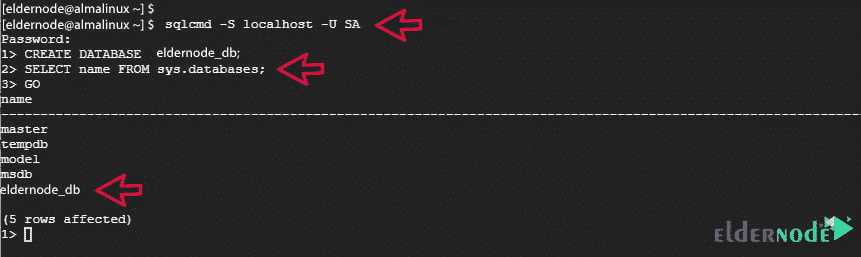 [eldernode@almalinux ~] $
[eldernode@almalinux ~] $ sqlcmd -S localhost -U SA
Password:
1> CREATE DATABASE eldernode_db;
2> SELECT name FROM sys.databases;
3> GO
name
--------------------------------------------------------------------------------------------------------------------------------
master
tempdb
model
msdb
eldernode_db
(5 rows affected)
1>
ELDERNODE